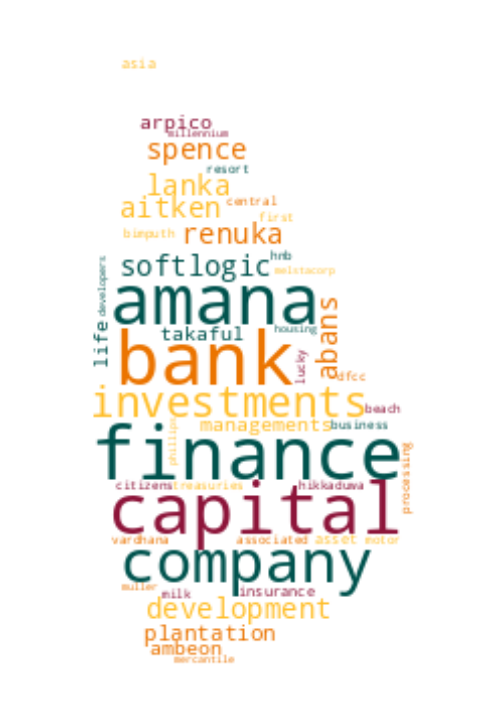 asia
arpico
millennium
spence
resort
lanka
aitken central
first
bimputh renuka
hnb
softlogic melstacorp
developers
amana
takaful housing
life
abans
bank
lucky
dfcc
investments
beach
managements business
phillips
finance
processing
citizens treasuries hikkaduwa
capital
vardhana associated asset motor
company
muller
milk insurance
development
plantation
ambeon
mercantile